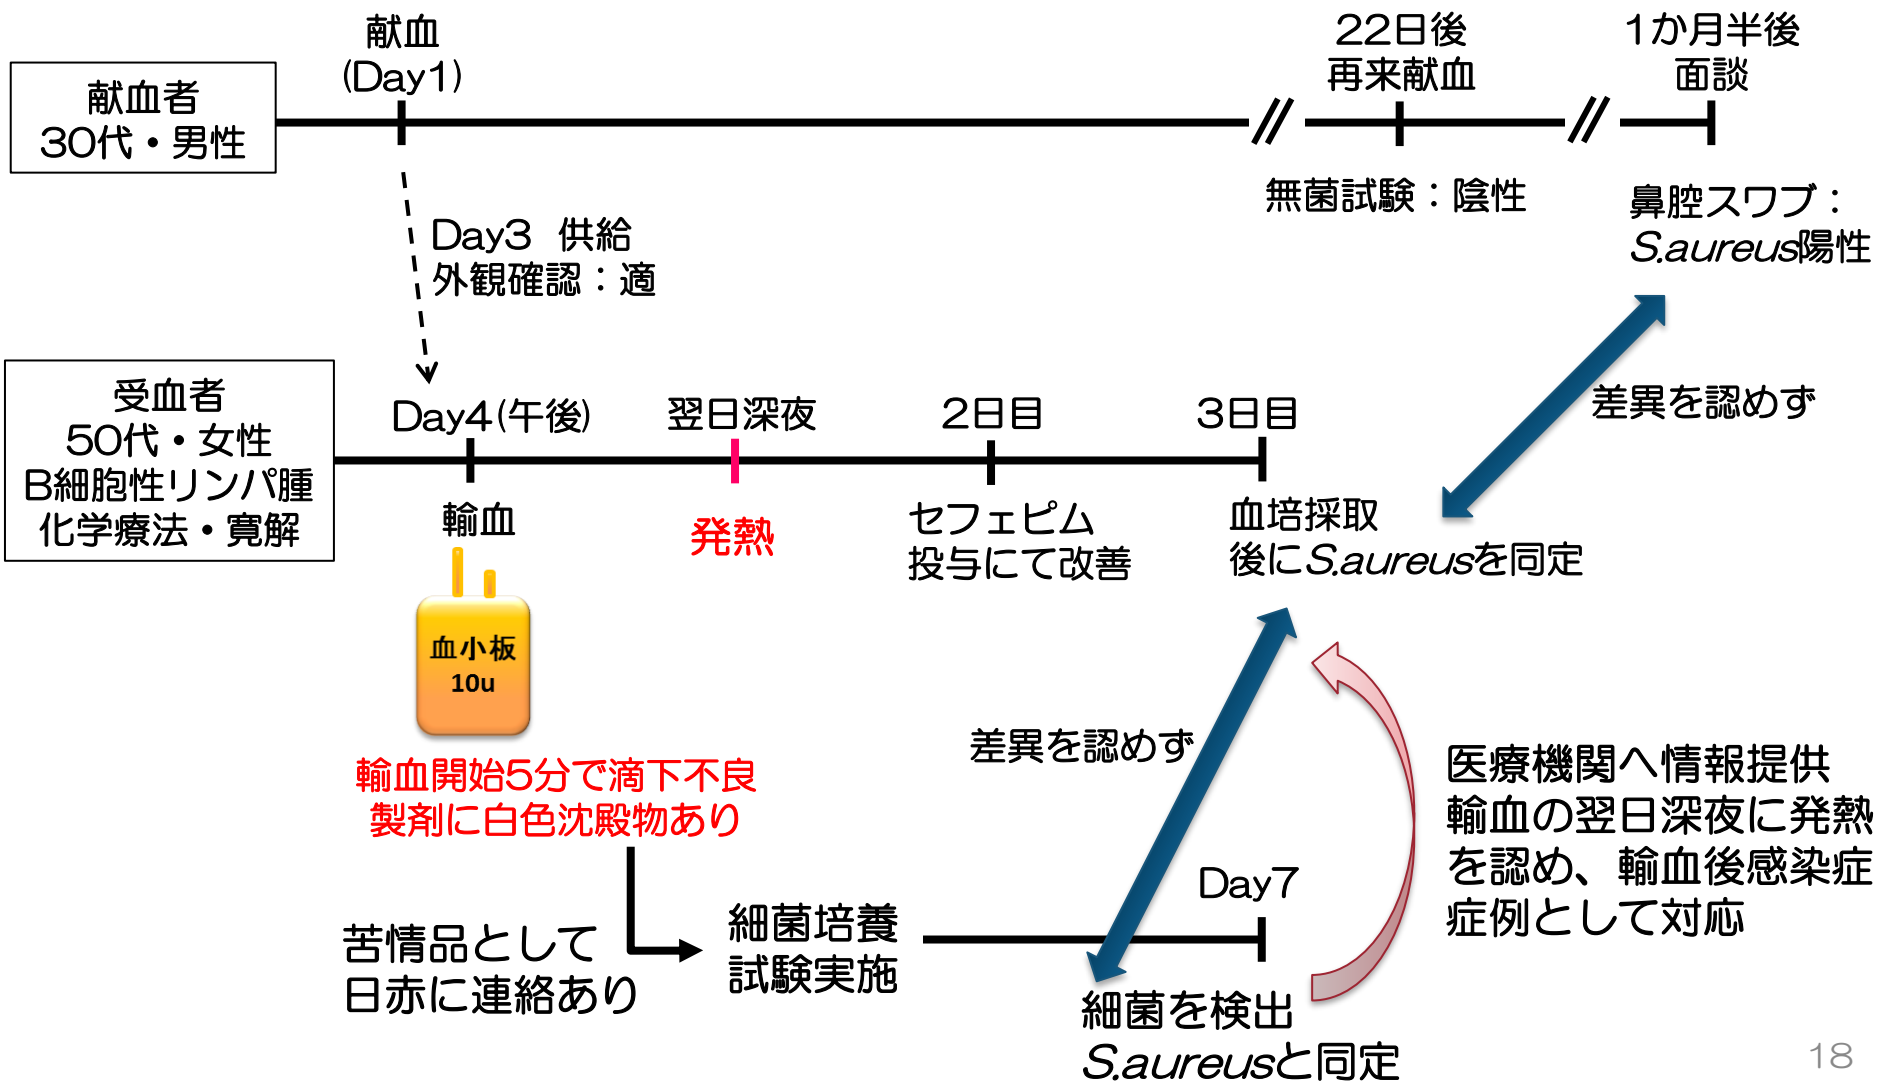 献血
(Day1)
22日後
再来献血
1か月半後
面談
献血者
30代・男性
無菌試験：陰性
鼻腔スワブ：
S.aureus陽性
Day3　供給
外観確認：適
受血者
50代・女性
B細胞性リンパ腫
化学療法・寛解
Day4(午後)
翌日深夜
2日目
3日目
差異を認めず
輸血
発熱
セフェピム
投与にて改善
血培採取
後にS.aureusを同定
血小板
10u
輸血開始5分で滴下不良
製剤に白色沈殿物あり
差異を認めず
医療機関へ情報提供
輸血の翌日深夜に発熱
を認め、輸血後感染症
症例として対応
苦情品として
日赤に連絡あり
細菌培養
試験実施
Day7
細菌を検出
S.aureusと同定
18